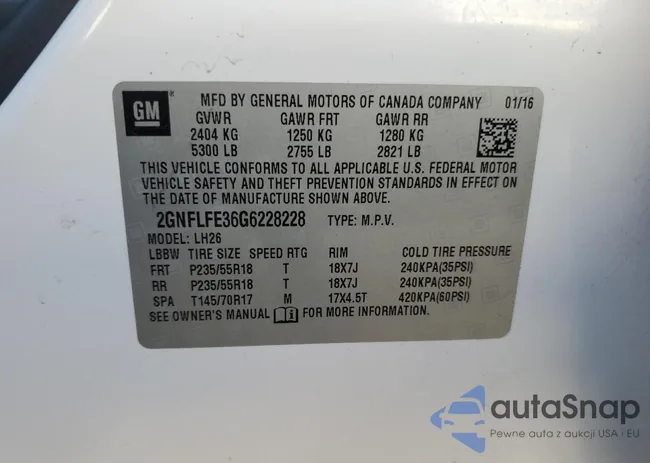 GM MFD BY GENERAL MOTORS OF CANADA COMPANY 01/16
GVWR GAWR FRT GAWR RR
2404 KG 1250 KG 1280 KG
5300 LB 2755 LB 2821 LB
THIS VEHICLE CONFORMS TO ALL APPLICABLE U.S. FEDERAL MOTOR
VEHICLE SAFETY AND THEFT PREVENTION STANDARDS IN EFFECT ON THE
DATE OF MANUFACTURE SHOWN ABOVE.
2GNFLFE36G6228228 TYPE: M.P.V.
MODEL: LH26
LBBW TIRE SIZE SPEED RTG RIM COLD TIRE PRESSURE
FRT P235/55R18 T 18X7J 240KPA(35PSI)
RR P235/55R18 T 18X7J 240KPA(35PSI)
SPA T145/70R17 M 17X4.5T 420KPA(60PSI)
SEE OWNER'S MANUAL i FOR MORE INFORMATION.
autaSnap
Pewne auta z aukcji USA i EU